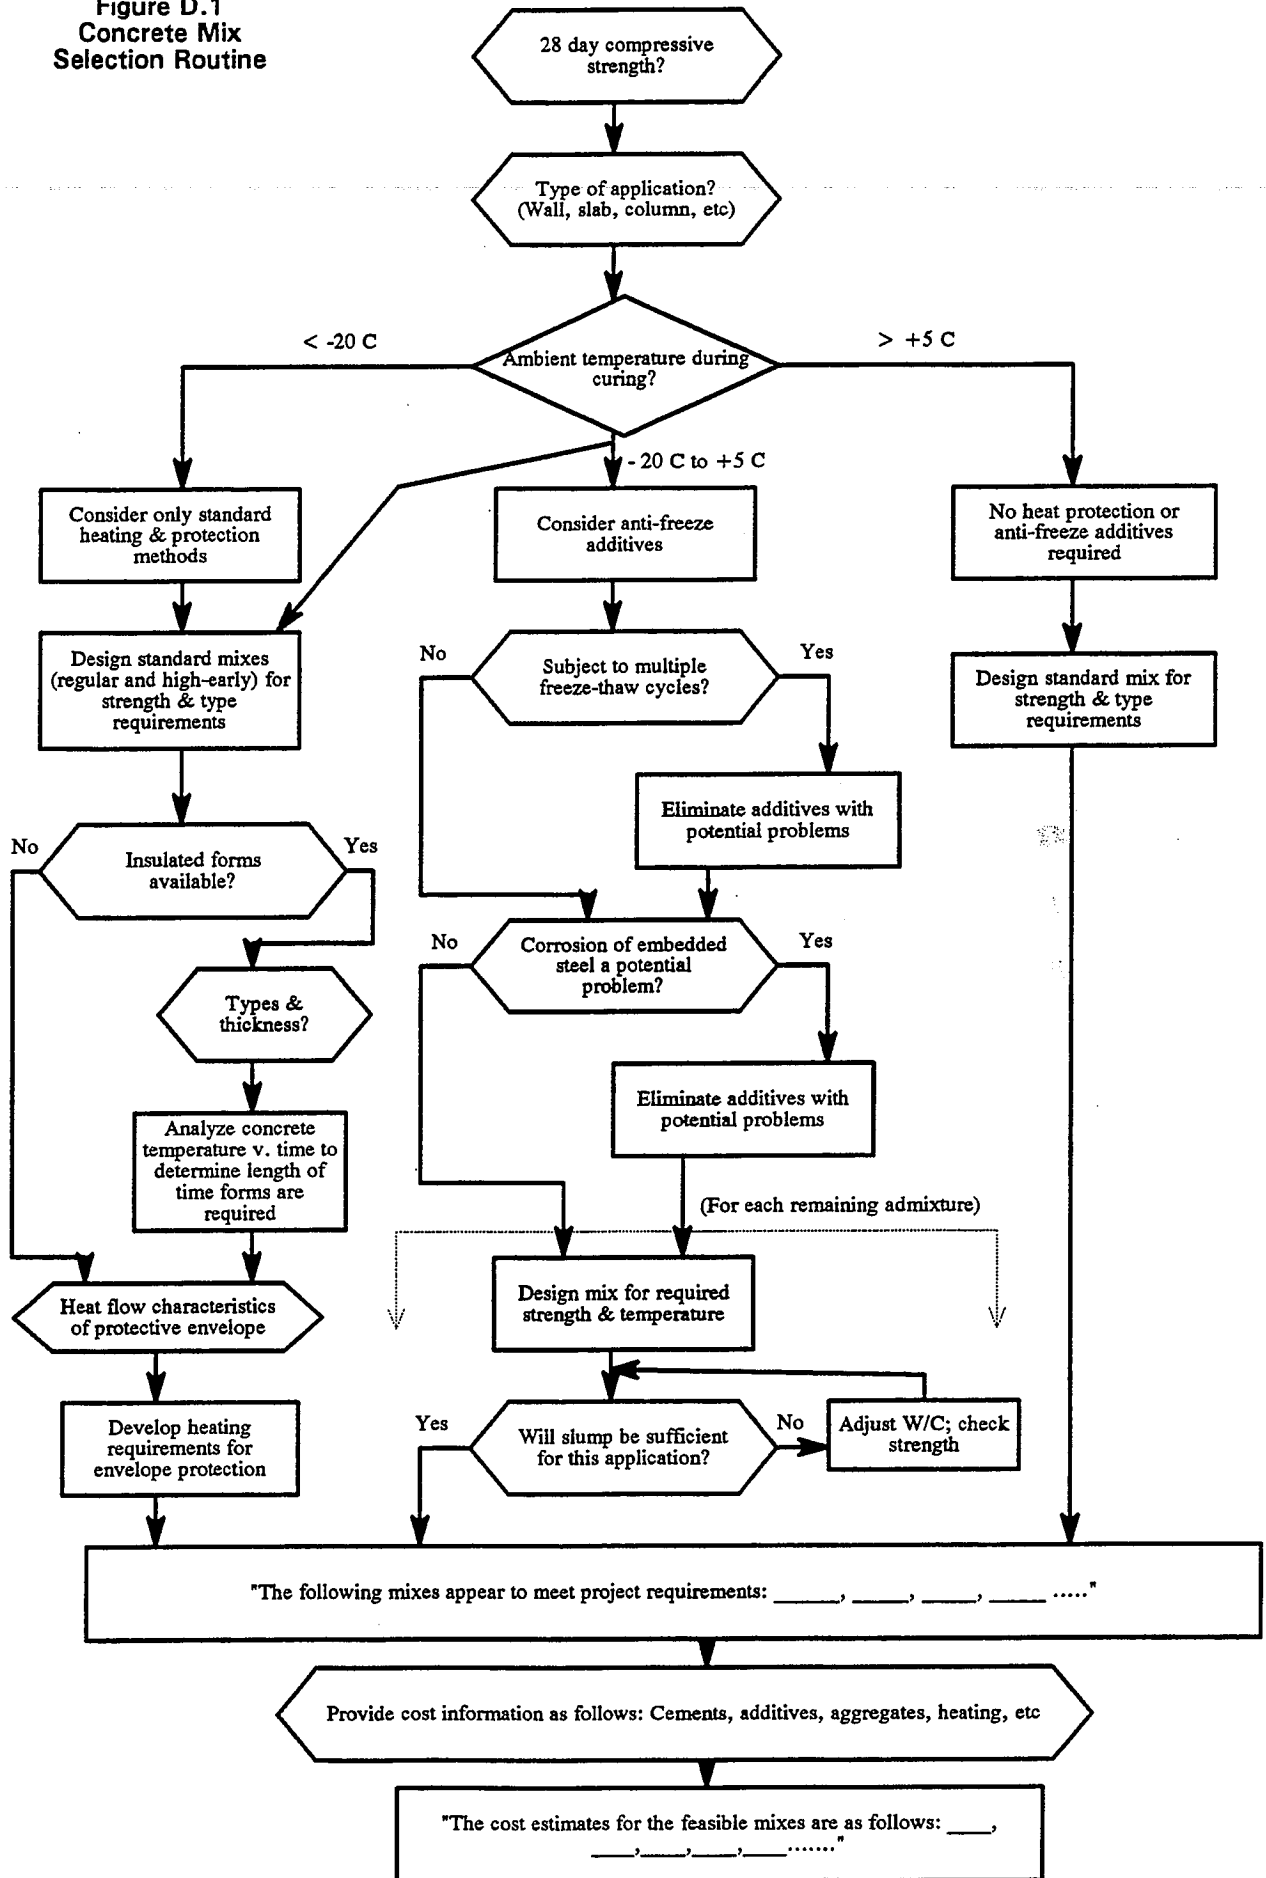 Figure D.1
Concrete Mix
Selection Routine
28 day compressive
strength?
Type of application?
(Wall, slab, column, etc)
< -20 C
> +5 C
Ambient temperature during
curing?
- 20 C to +5 C
Consider only standard
heating & protection
methods
Consider anti-freeze
additives
No heat protection or
anti-freeze additives
required
Design standard mixes
(regular and high-early) for
strength & type
requirements
No
Subject to multiple
freeze-thaw cycles?
Yes
Design standard mix for
strength & type
requirements
Eliminate additives with
potential problems
No
Insulated forms
available?
Yes
No
Corrosion of embedded
steel a potential
problem?
Yes
Types &
thickness?
Eliminate additives with
potential problems
Analyze concrete
temperature v. time to
determine length of
time forms are
required
(For each remaining admixture)
Heat flow characteristics
of protective envelope
Design mix for required
strength & temperature
Develop heating
requirements for
envelope protection
Yes
Will slump be sufficient
for this application?
No
Adjust W/C; check
strength
"The following mixes appear to meet project requirements: ______, _____, _____, _____ ....."
Provide cost information as follows: Cements, additives, aggregates, heating, etc
"The cost estimates for the feasible mixes are as follows: ____,
____,____,____,____......."